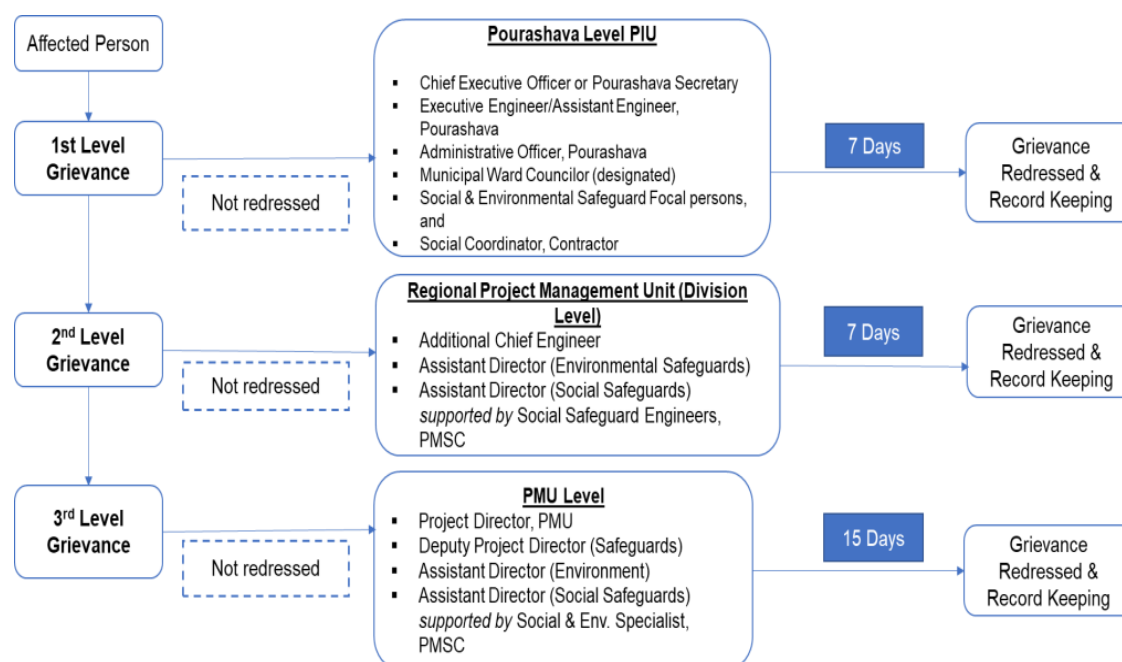 Affected Person
1st Level
Grievance
Not redressed
Pourashava Level PIU
▪ Chief Executive Officer or Pourashava Secretary
▪ Executive Engineer/Assistant Engineer,
Pourashava
▪ Administrative Officer, Pourashava
▪ Municipal Ward Councilor (designated)
▪ Social & Environmental Safeguard Focal persons,
and
▪ Social Coordinator, Contractor
7 Days
Grievance
Redressed &
Record Keeping
2nd Level
Grievance
Not redressed
Regional Project Management Unit (Division
Level)
▪ Additional Chief Engineer
▪ Assistant Director (Environmental Safeguards)
▪ Assistant Director (Social Safeguards)
supported by Social Safeguard Engineers,
PMSC
7 Days
Grievance
Redressed &
Record Keeping
3rd Level
Grievance
Not redressed
PMU Level
▪ Project Director, PMU
▪ Deputy Project Director (Safeguards)
▪ Assistant Director (Environment)
▪ Assistant Director (Social Safeguards)
supported by Social & Env. Specialist,
PMSC
15 Days
Grievance
Redressed &
Record Keeping